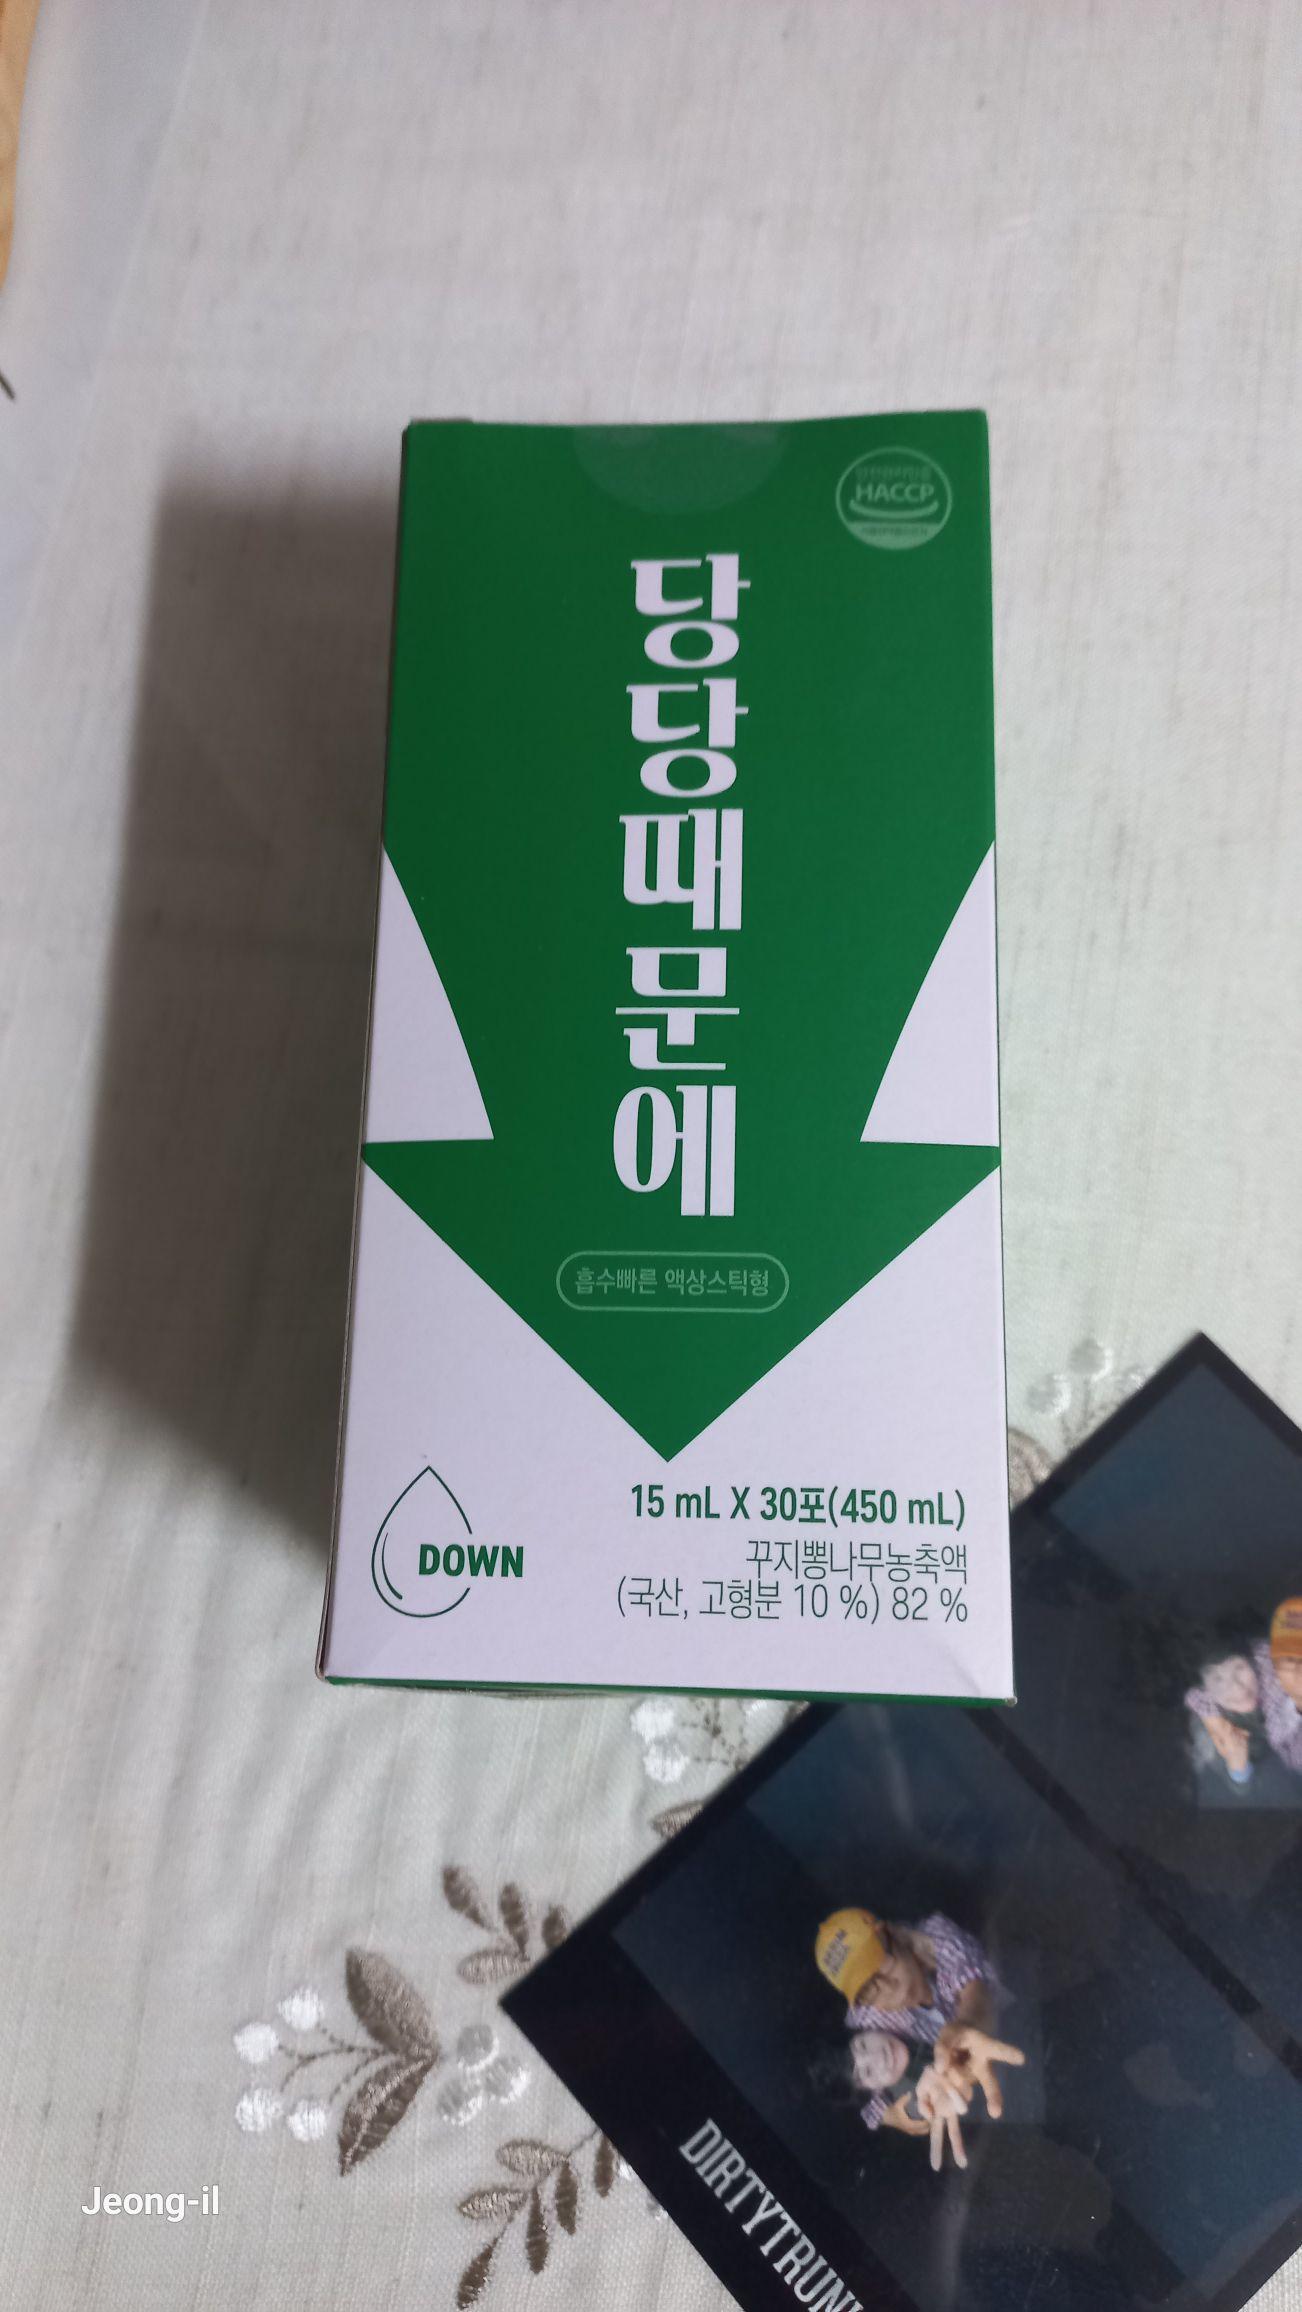 HACCP
당당때문에
흡수빠른 액상스틱형
15 mL X 30포(450 mL)
꾸지뽕나무농축액
(국산, 고형분 10 %) 82 %
DOWN
Jeong-il